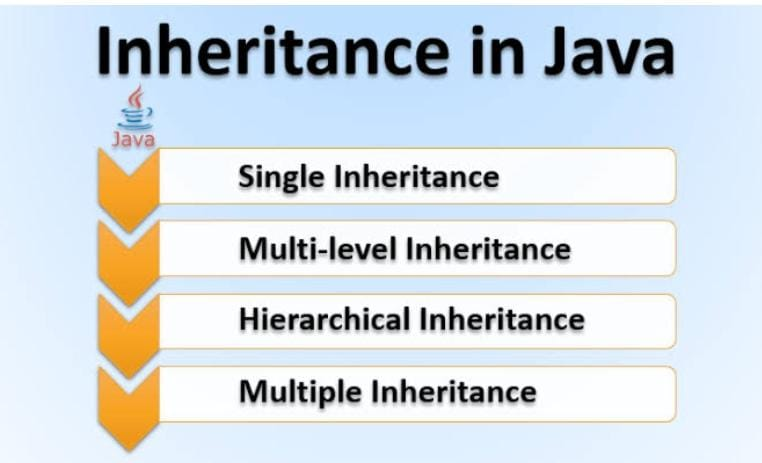 Inheritance in Java
Java
Single Inheritance
Multi-level Inheritance
Hierarchical Inheritance
Multiple Inheritance